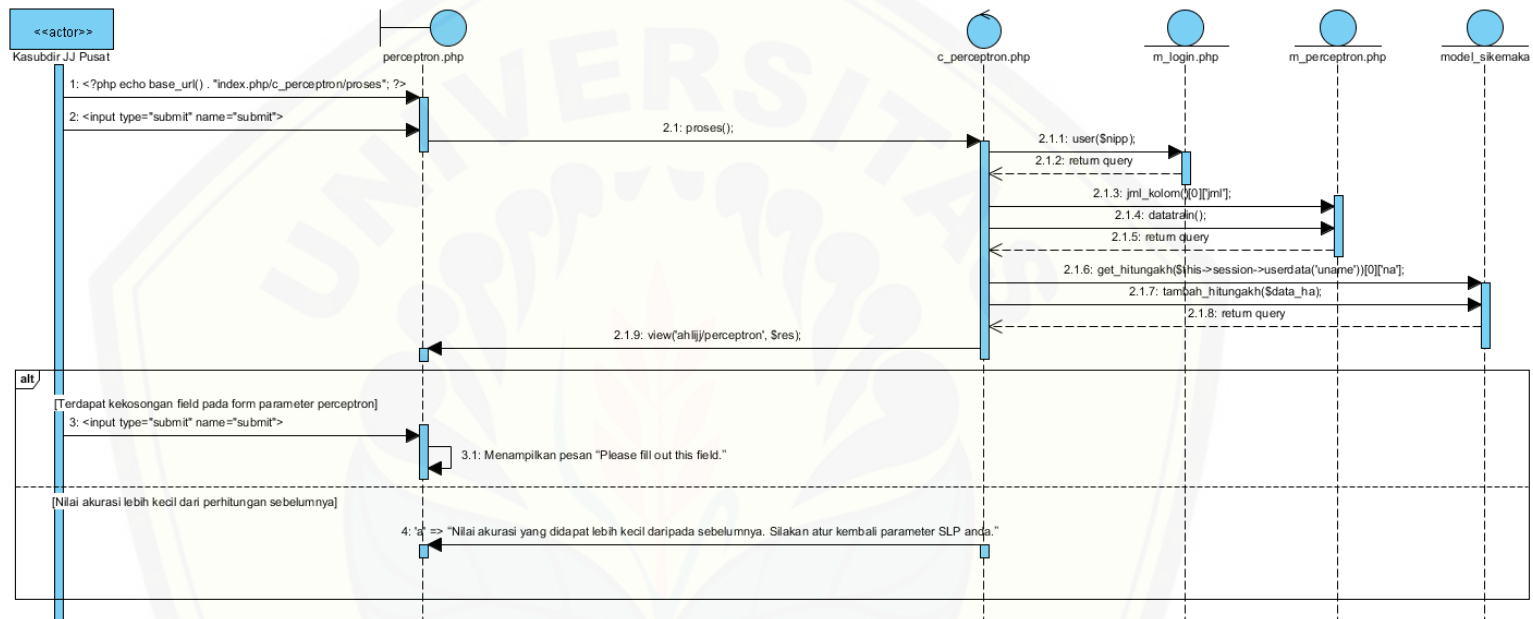 <<actor>>
Kasubdir JJ Pusat
perceptron.php
c_perceptron.php
m_login.php
m_perceptron.php
model_sikemaka
1: <?php echo base_url() . "index.php/c_perceptron/proses"; ?>
2: <input type="submit" name="submit">
2.1: proses();
2.1.1: user($nipp);
2.1.2: return query
2.1.3: jml_kolom()[0]['jml'];
2.1.4: datatrain();
2.1.5: return query
2.1.6: get_hitungakh($this->session->userdata('uname'))[0]['na'];
2.1.7: tambah_hitungakh($data_ha);
2.1.8: return query
2.1.9: view('ahlijj/perceptron', $res);
alt
[Terdapat kekosongan field pada form parameter perceptron]
3: <input type="submit" name="submit">
3.1: Menampilkan pesan “Please fill out this field.”
[Nilai akurasi lebih kecil dari perhitungan sebelumnya]
4: 'a' => “Nilai akurasi yang didapat lebih kecil daripada sebelumnya. Silakan atur kembali parameter SLP anda.”
UNIVERSITAS